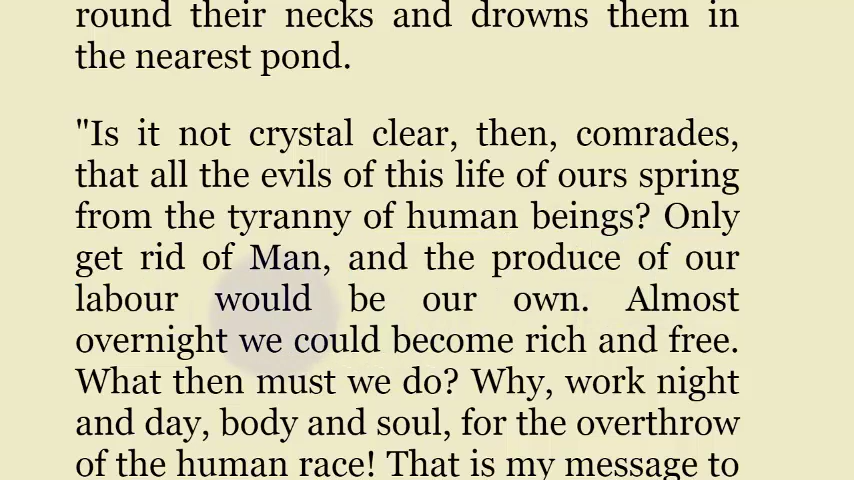 round their necks and drowns them in
the nearest pond.
"Is it not crystal clear, then, comrades,
that all the evils of this life of ours spring
from the tyranny of human beings? Only
get rid of Man, and the produce of our
labour would be our own. Almost
overnight we could become rich and free.
What then must we do? Why, work night
and day, body and soul, for the overthrow
of the human race! That is my message to